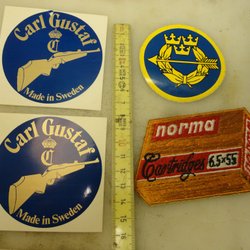 Carl Gustaf
C
Made in Sweden
Carl Gustaf
C
Made in Sweden
norma
Cartridges 6.5×55